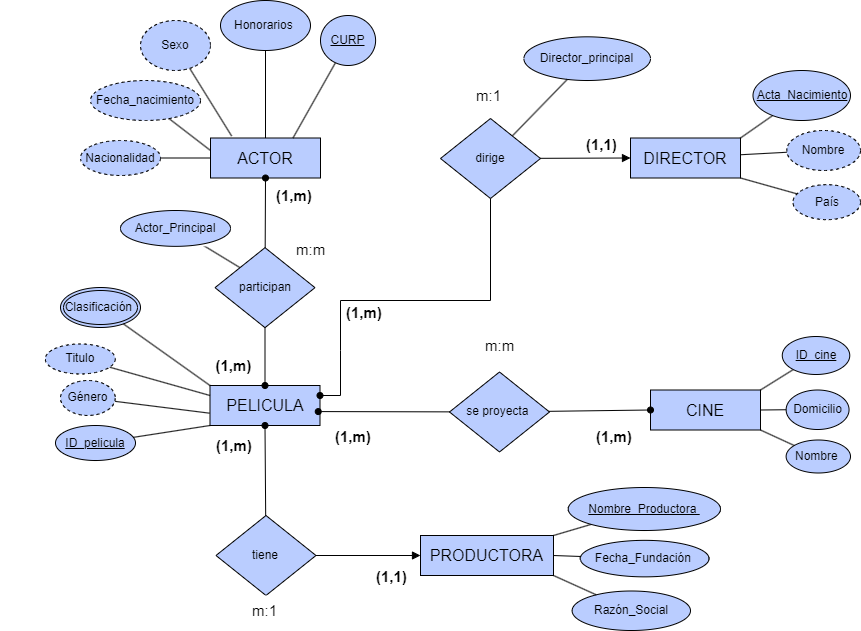 Honorarios
Sexo
CURP
Director_principal
m:1
Fecha_nacimiento
Acta_Nacimiento
Nacionalidad
ACTOR
dirige
(1,1)
DIRECTOR
Nombre
(1,m)
País
Actor_Principal
m:m
participan
Clasificación
(1,m)
m:m
Titulo
(1,m)
ID_cine
Género
PELICULA
se proyecta
CINE
Domicilio
ID_pelicula
(1,m)
(1,m)
(1,m)
Nombre
Nombre_Productora
tiene
PRODUCTORA
Fecha_Fundación
(1,1)
m:1
Razón_Social